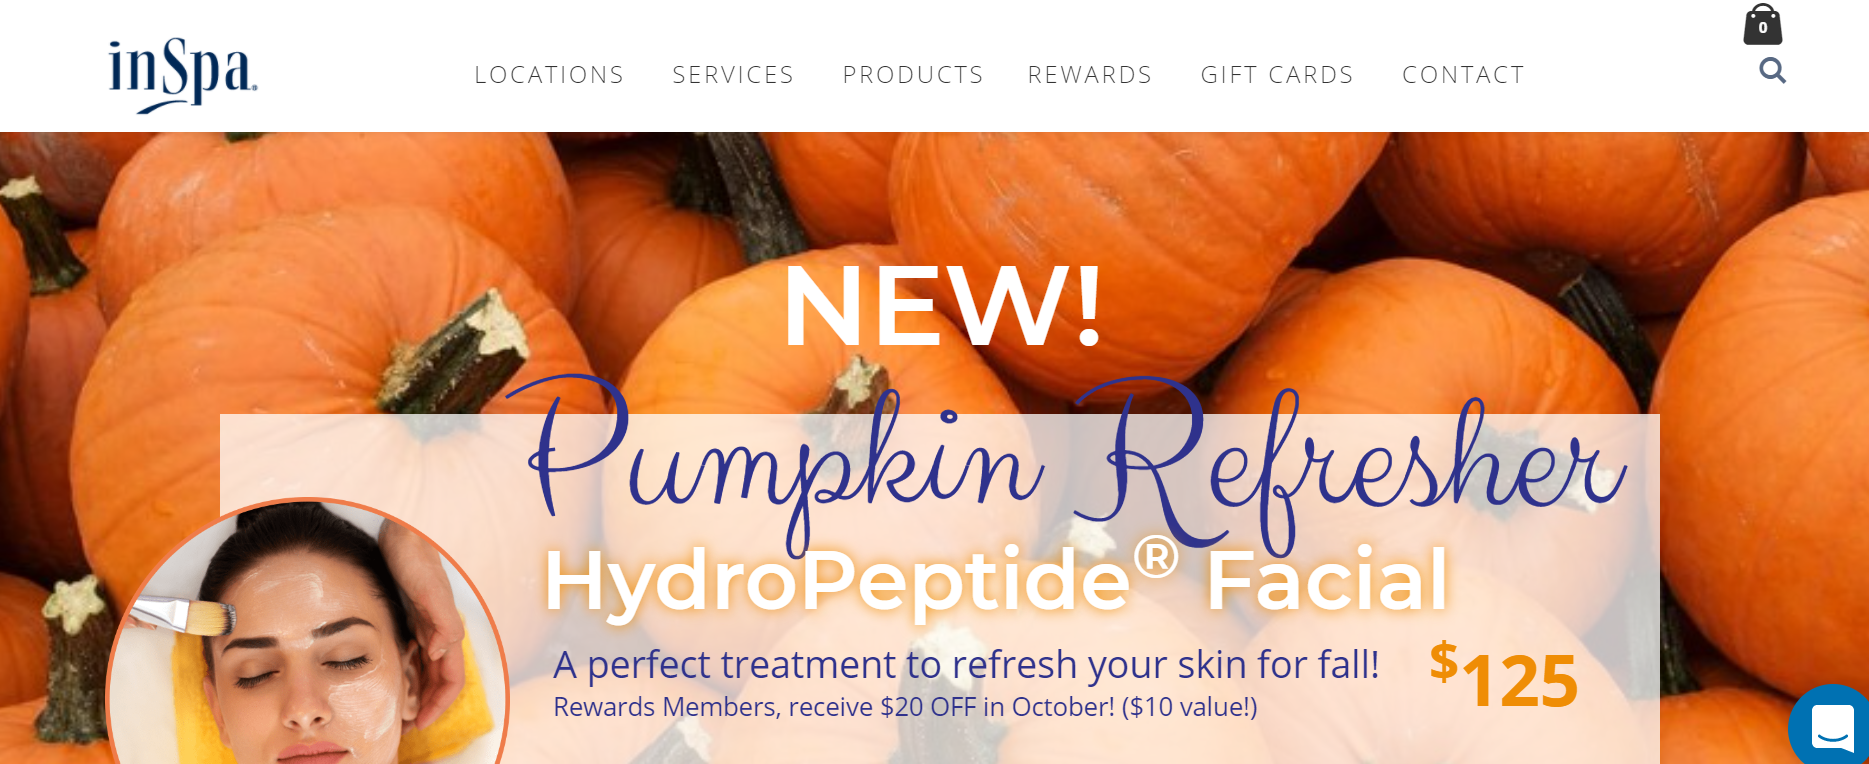 inSpa®
LOCATIONS SERVICES PRODUCTS REWARDS GIFT CARDS CONTACT
0
NEW!
Pumpkin Refresher
HydroPeptide® Facial
A perfect treatment to refresh your skin for fall!
$125
Rewards Members, receive $20 OFF in October! ($10 value!)